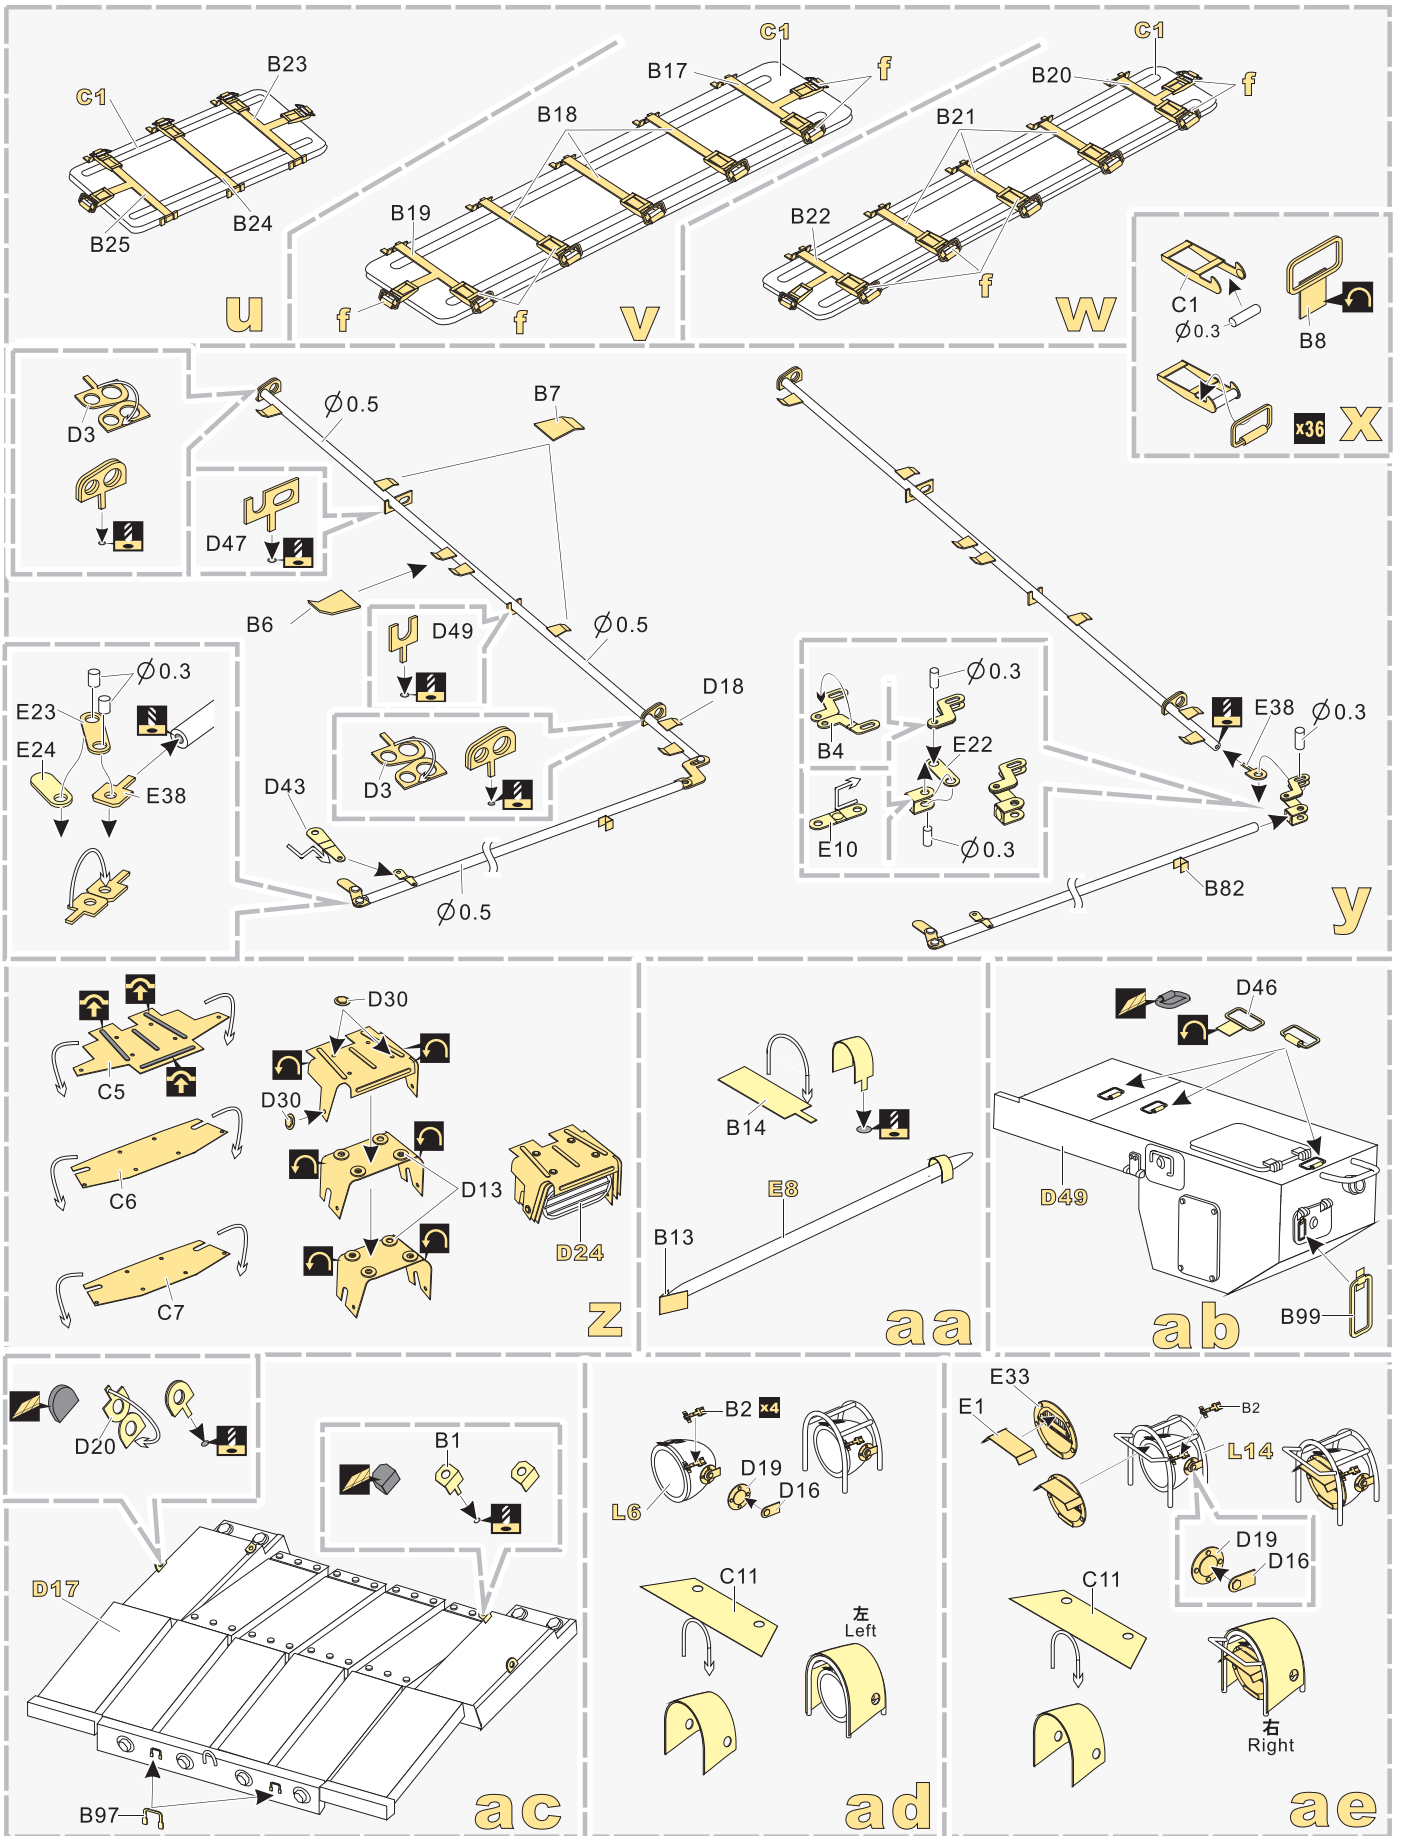 C1
B23
B25
B24
u
C1
B17
f
B18
B19
f
f
v
C1
B20
f
B21
B22
f
w
C1
Ø0.3
B8
x36
x
D3
D47
Ø0.5
B7
B6
D49
Ø0.5
D18
D3
Ø0.3
E23
E24
E38
D43
Ø0.5
B4
Ø0.3
E22
E10
Ø0.3
E38
Ø0.3
B82
y
C5
C6
C7
D30
D30
D13
D24
z
B14
E8
B13
aa
D46
D49
B99
ab
D20
B1
D17
B97
ac
B2 x4
D19
D16
L6
C11
左
Left
ad
E33
E1
B2
L14
D19
D16
C11
右
Right
ae